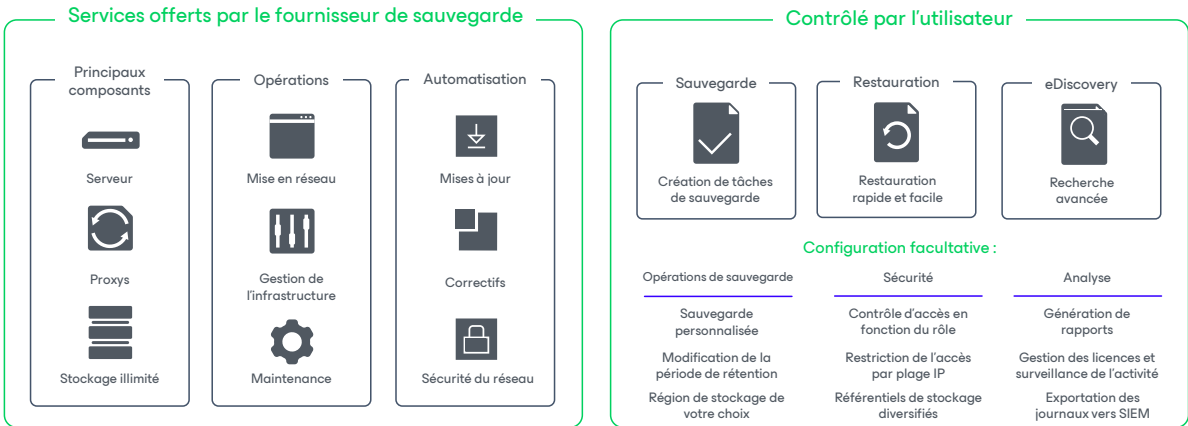 Services offerts par le fournisseur de sauvegarde
Principaux
composants
Serveur
Proxys
Stockage illimité
Opérations
Mise en réseau
Gestion de
l'infrastructure
Maintenance
Automatisation
Mises à jour
Correctifs
Sécurité du réseau
Contrôlé par l'utilisateur
Sauvegarde
Création de tâches
de sauvegarde
Restauration
Restauration
rapide et facile
eDiscovery
Recherche
avancée
Configuration facultative :
Opérations de sauvegarde
Sauvegarde
personnalisée
Modification de la
période de rétention
Région de stockage de
votre choix
Sécurité
Contrôle d'accès en
fonction du rôle
Restriction de l'accès
par plage IP
Référentiels de stockage
diversifiés
Analyse
Génération de
rapports
Gestion des licences et
surveillance de l'activité
Exportation des
journaux vers SIEM